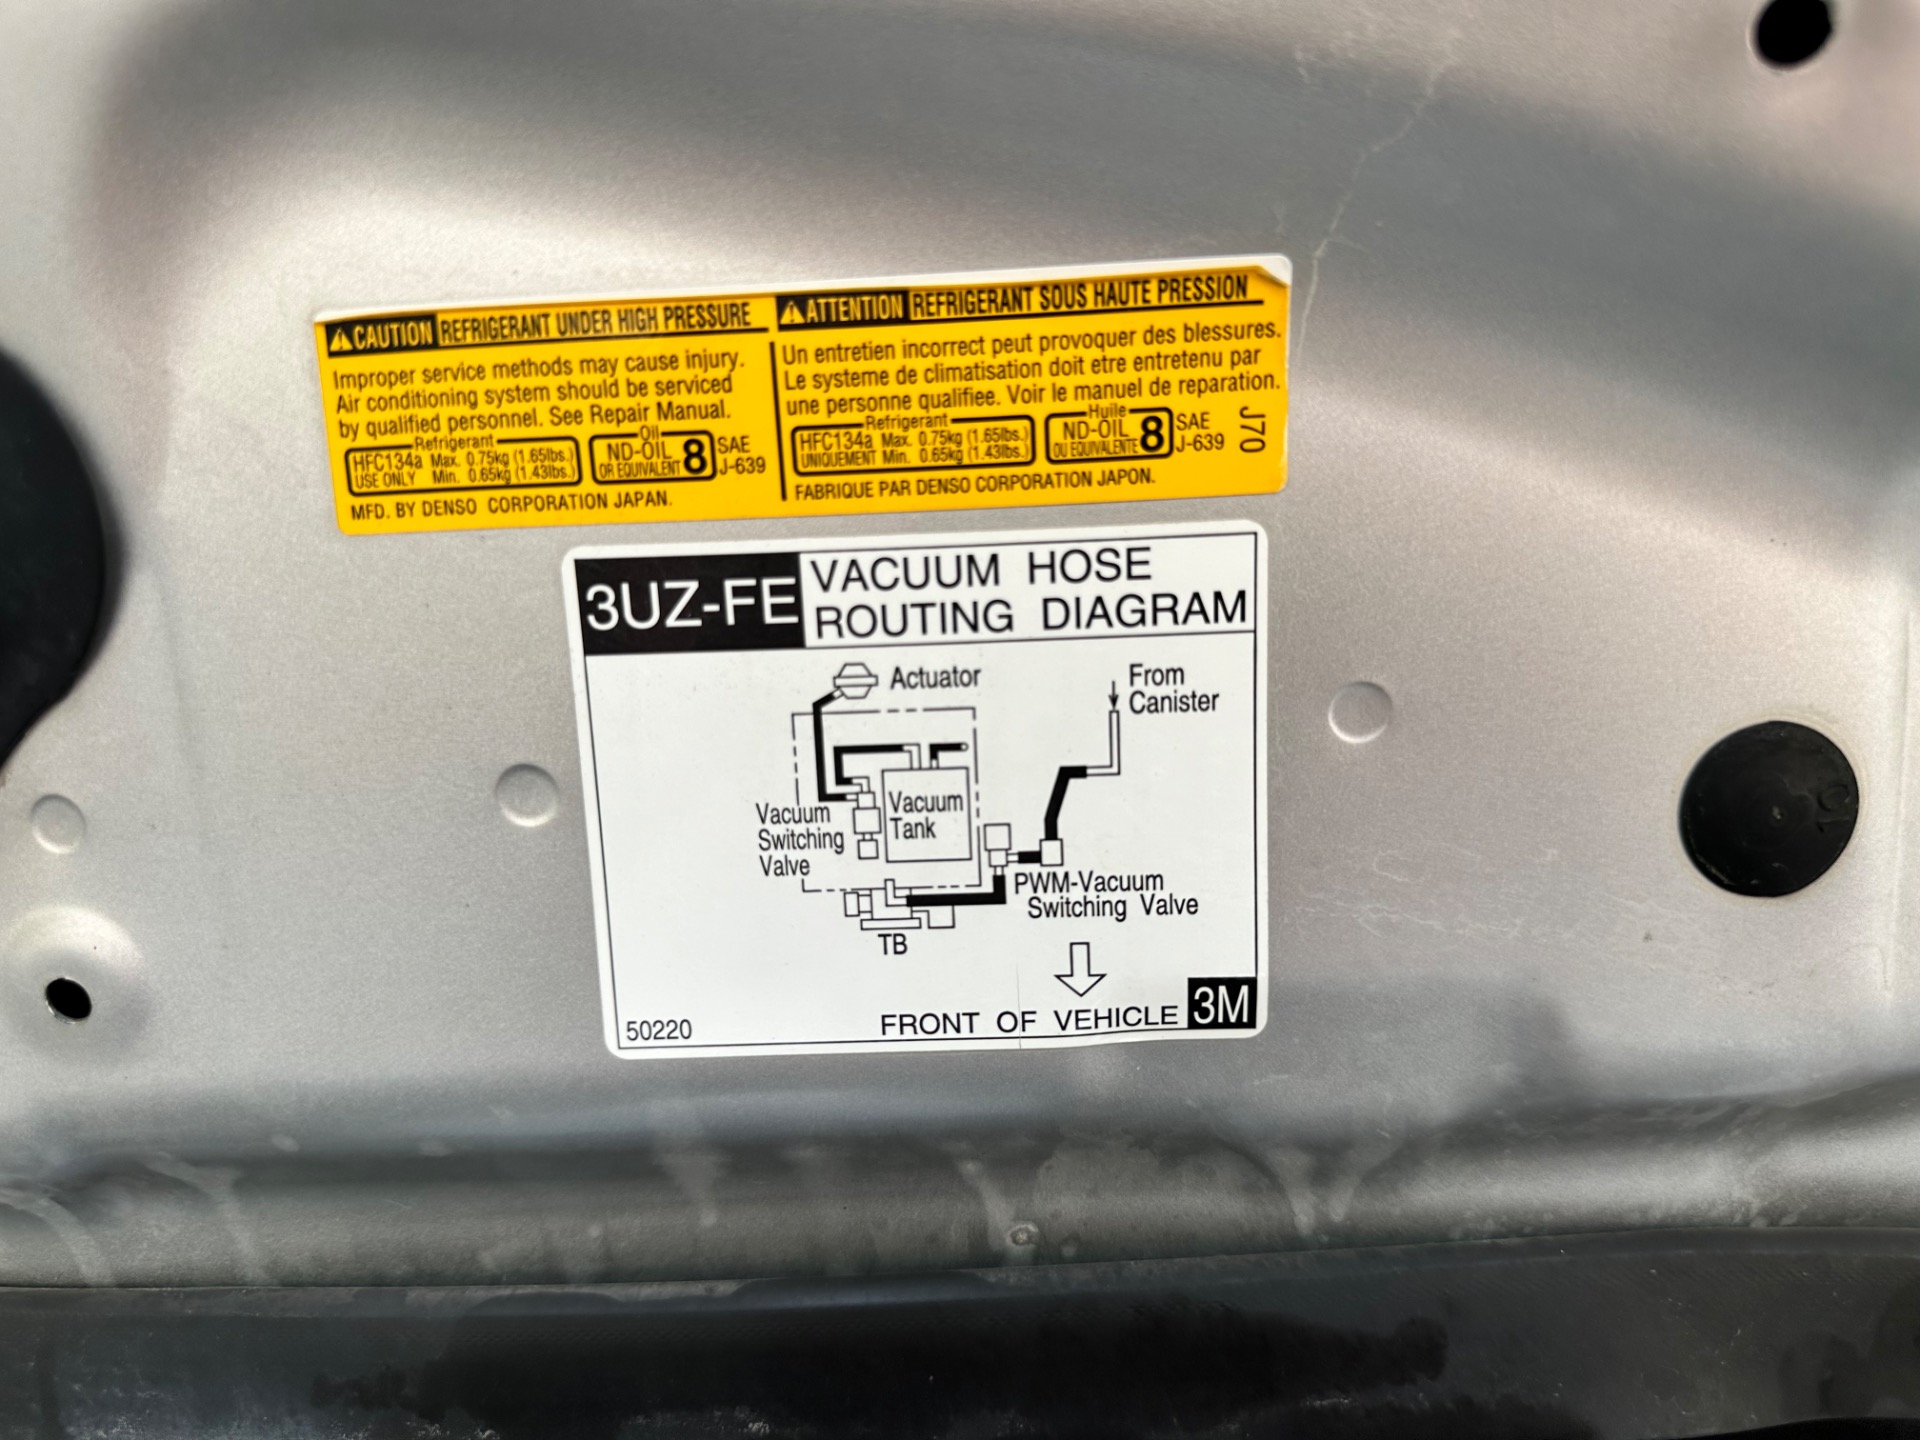 CAUTION REFRIGERANT UNDER HIGH PRESSURE
Improper service methods may cause injury.
Air conditioning system should be serviced
by qualified personnel. See Repair Manual.
Refrigerant
HFC134a Max. 0.75kg (1.65lbs.)
USE ONLY Min. 0.65kg (1.43lbs.)
Oil
ND-OIL 8
OR EQUIVALENT
SAE
J-639
MFD. BY DENSO CORPORATION JAPAN.
ATTENTION REFRIGERANT SOUS HAUTE PRESSION
Un entretien incorrect peut provoquer des blessures.
Le systeme de climatisation doit etre entretenu par
une personne qualifiee. Voir le manuel de reparation.
Refrigerant
HFC134a Max. 0.75kg (1.65lbs.)
UNIQUEMENT Min. 0.65kg (1.43lbs.)
Huile
ND-OIL 8
OU EQUIVALENTE
SAE
J-639
J70
FABRIQUE PAR DENSO CORPORATION JAPON.
3UZ-FE
VACUUM HOSE
ROUTING DIAGRAM
Actuator
From
Canister
Vacuum
Switching
Valve
Vacuum
Tank
PWM-Vacuum
Switching Valve
TB
50220
FRONT OF VEHICLE
3M